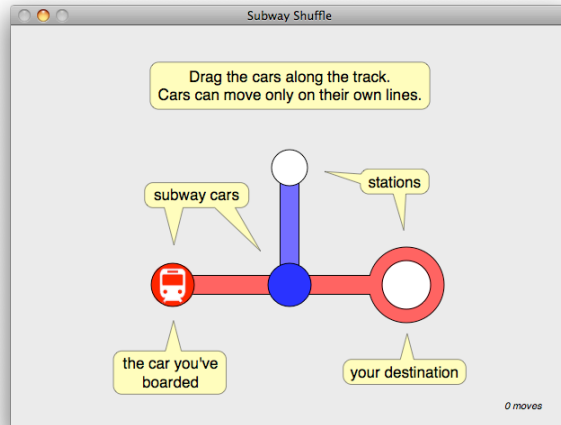 Subway Shuffle
Drag the cars along the track.
Cars can move only on their own lines.
subway cars
stations
the car you've
boarded
your destination
0 moves